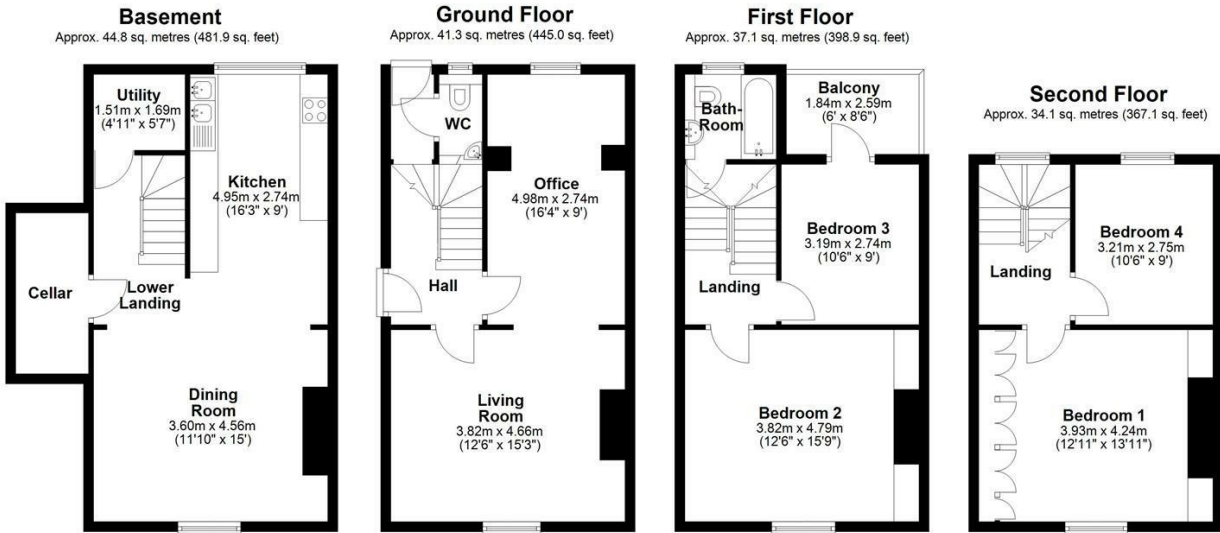 Basement
Approx. 44.8 sq. metres (481.9 sq. feet)
Utility
1.51m x 1.69m
(4'11" x 5'7")
Kitchen
4.95m x 2.74m
(16'3" x 9')
Cellar
Lower
Landing
Dining
Room
3.60m x 4.56m
(11'10" x 15')
Ground Floor
Approx. 41.3 sq. metres (445.0 sq. feet)
WC
Office
4.98m x 2.74m
(16'4" x 9')
Hall
Living
Room
3.82m x 4.66m
(12'6" x 15'3")
First Floor
Approx. 37.1 sq. metres (398.9 sq. feet)
Bath-
Room
Balcony
1.84m x 2.59m
(6' x 8'6")
Bedroom 3
3.19m x 2.74m
(10'6" x 9')
Landing
Bedroom 2
3.82m x 4.79m
(12'6" x 15'9")
Second Floor
Approx. 34.1 sq. metres (367.1 sq. feet)
Bedroom 4
3.21m x 2.75m
(10'6" x 9')
Landing
Bedroom 1
3.93m x 4.24m
(12'11" x 13'11")